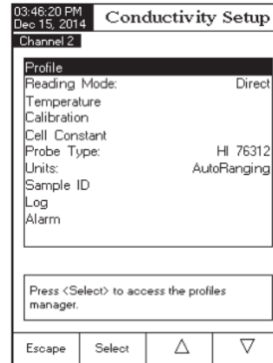 03:46:20 PM
Dec 15, 2014
Conductivity Setup
Channel 2
Profile
Reading Mode: Direct
Temperature
Calibration
Cell Constant
Probe Type: HI 76312
Units: AutoRanging
Sample ID
Log
Alarm
Press <Select> to access the profiles
manager.
Escape Select △ ▽